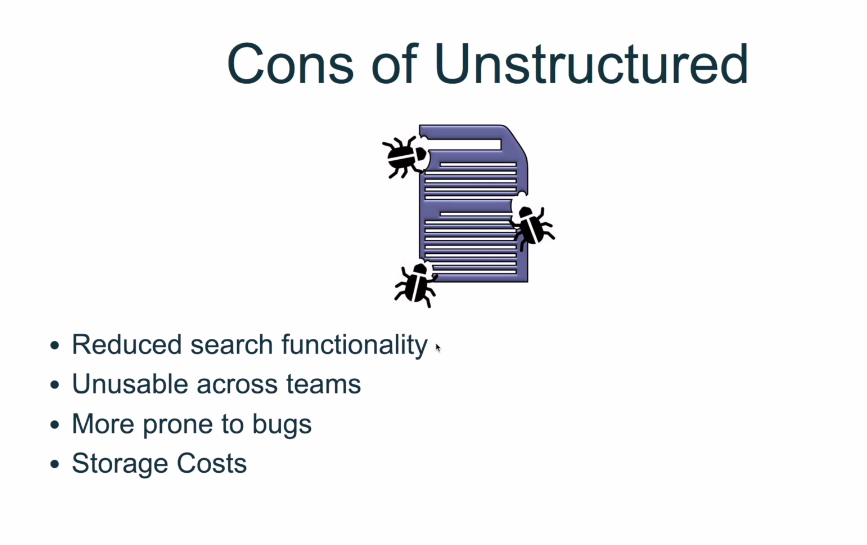 Cons of Unstructured
• Reduced search functionality
• Unusable across teams
• More prone to bugs
• Storage Costs